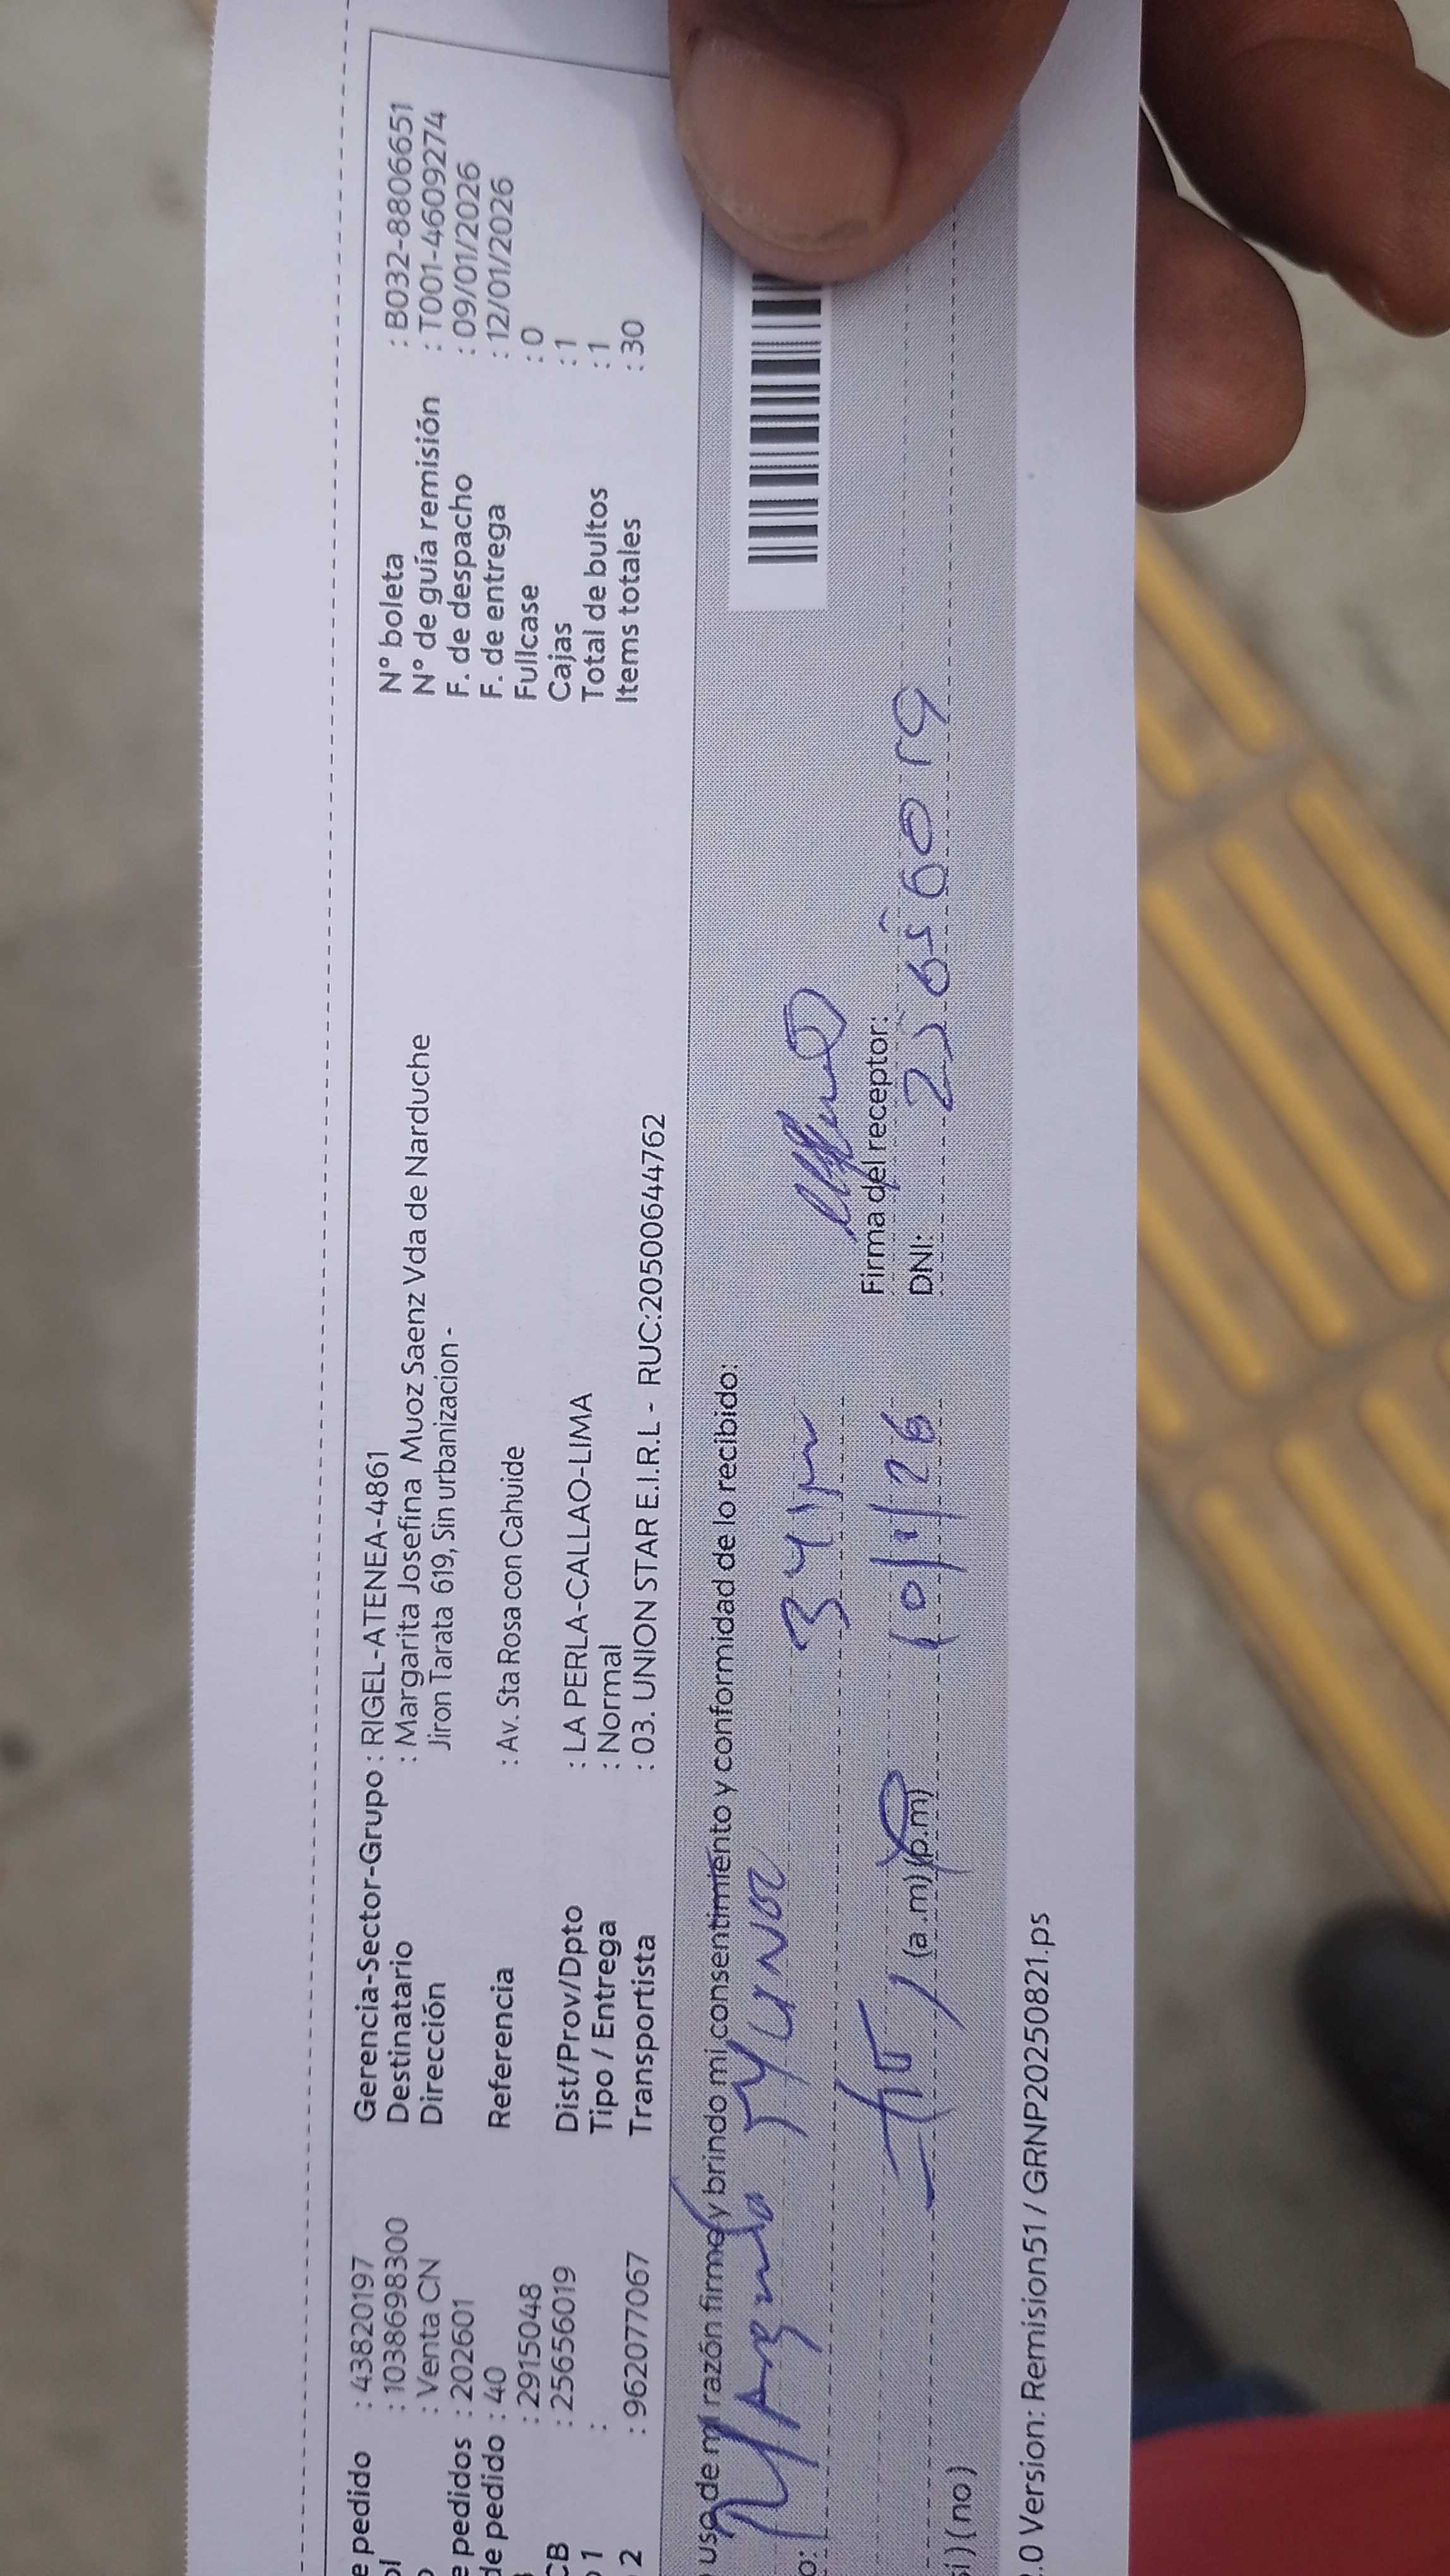 e pedido : 43820197
ol : 1038698300
o : Venta CN
e pedidos : 202601
de pedido : 40
: 2915048
CB : 25656019
o 1 :
2 : 962077067
Gerencia-Sector-Grupo : RIGEL-ATENEA-4861
Destinatario : Margarita Josefina Muoz Saenz Vda de Narduche
Dirección Jiron Tarata 619, Sin urbanizacion -
Referencia : Av. Sta Rosa con Cahuide
Dist/Prov/Dpto : LA PERLA-CALLAO-LIMA
Tipo / Entrega : Normal
Transportista : 03. UNION STAR E.I.R.L - RUC:20500644762
N° boleta : B032-8806651
N° de guía remisión : T001-4609274
F. de despacho : 09/01/2026
F. de entrega : 12/01/2026
Fullcase : 0
Cajas : 1
Total de bultos : 1
Items totales : 30
uso de mi razón firme y brindo mi consentimiento y conformidad de lo recibido:
o:
(a.m) (p.m) 10/1/26
Firma del receptor:
DNI: 25656019
si) (no)
.0 Version: Remision51 / GRNP20250821.ps